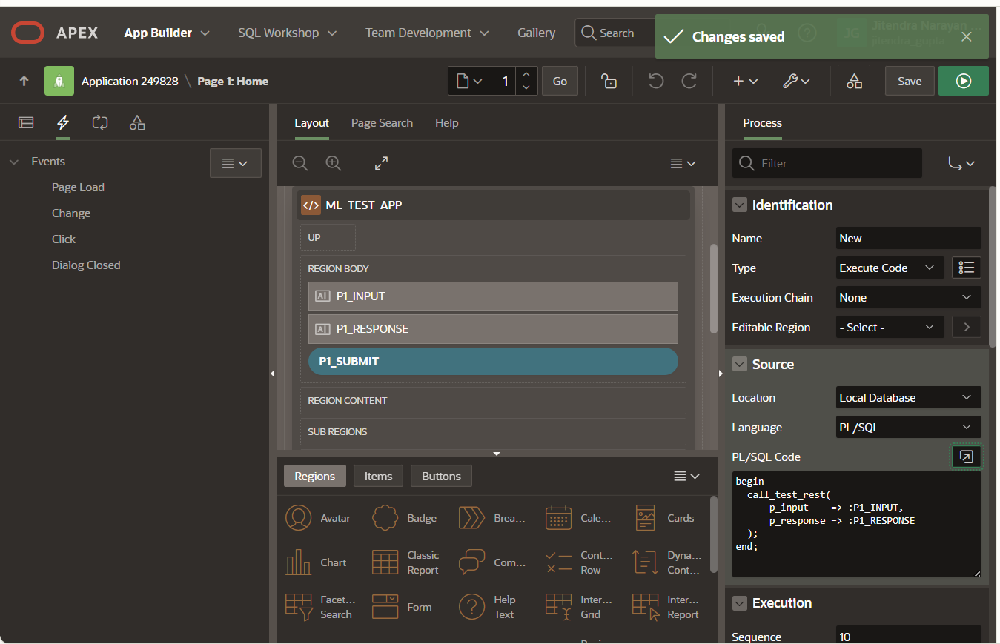 APEX
App Builder
SQL Workshop
Team Development
Gallery
Search
Changes saved
JG
Jitendra Narayan ...
jitendra_gupta
Application 249828 \ Page 1: Home
1
Go
Save
Events
Page Load
Change
Click
Dialog Closed
Layout
Page Search
Help
</> ML_TEST_APP
UP
REGION BODY
P1_INPUT
P1_RESPONSE
P1_SUBMIT
REGION CONTENT
SUB REGIONS
Regions
Items
Buttons
Avatar
Badge
Brea...
Cale...
Cards
Chart
Classic
Report
Com...
Cont...
Row
Dyna...
Cont...
Facet...
Search
Form
Help
Text
Inter...
Grid
Inter...
Report
Process
Filter
Identification
Name
New
Type
Execute Code
Execution Chain
None
Editable Region
- Select -
Source
Location
Local Database
Language
PL/SQL
PL/SQL Code
begin
  call_test_rest(
      p_input    => :P1_INPUT,
      p_response => :P1_RESPONSE
  );
end;
Execution
Sequence
10